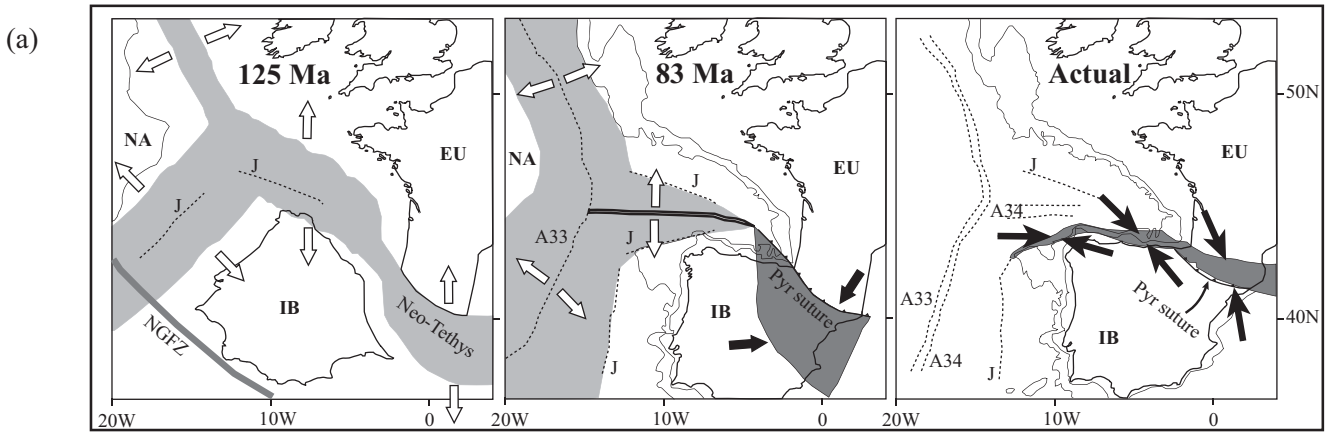 (a)
125 Ma
NA
EU
J
J
IB
Neo-Tethys
NGFZ
20W
10W
0
83 Ma
NA
EU
J
A33
J
Pyr suture
IB
J
20W
10W
0
Actual
50N
EU
J
A34
A33
Pyr suture
40N
IB
A34
J
20W
10W
0